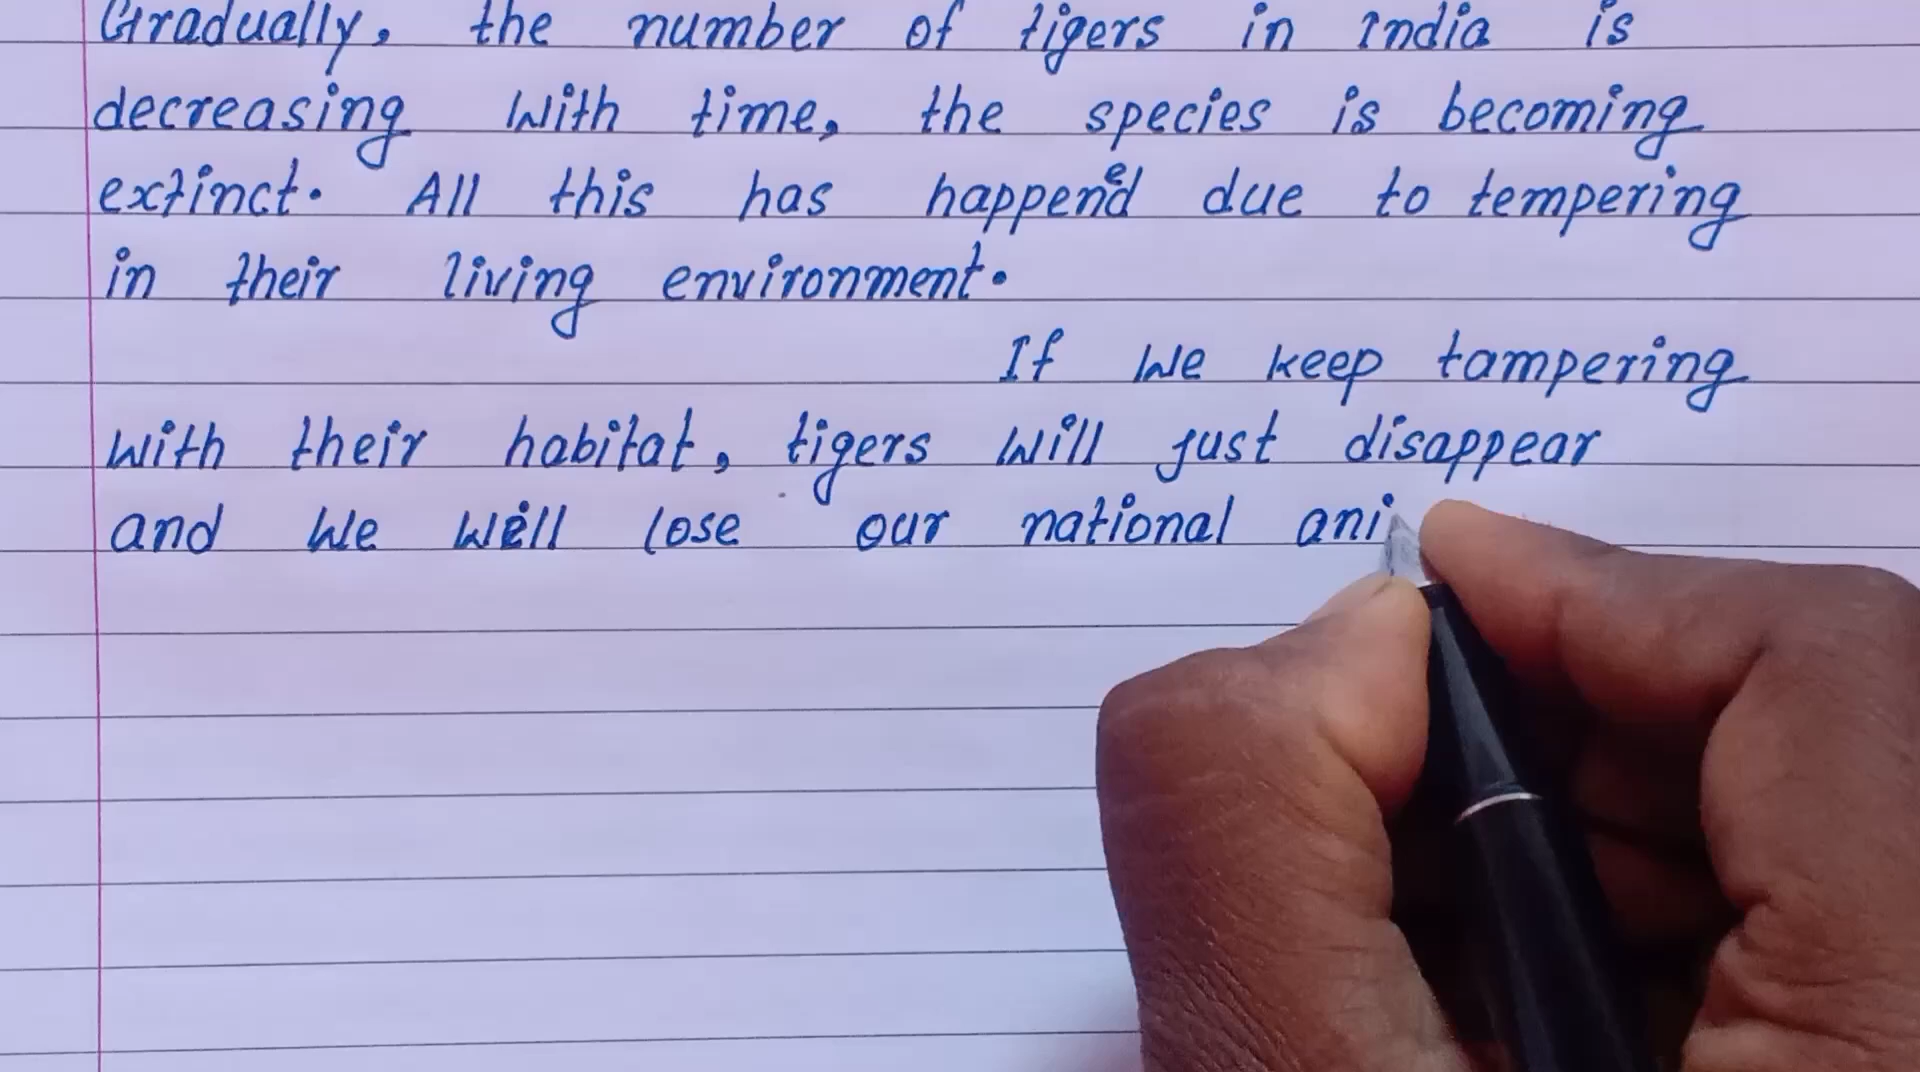 Gradually, the number of tigers in India is
decreasing with time, the species is becoming
extinct. All this has happened due to tempering
in their living environment.
If we keep tampering
with their habitat, tigers will just disappear
and we will lose our national ani